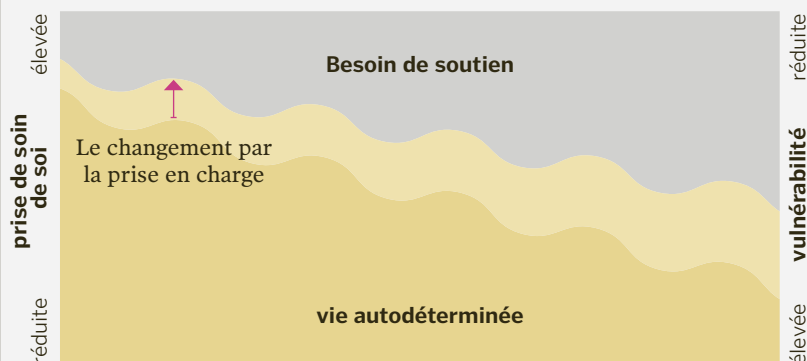 élevée
prise de soin
de soi
réduite
Besoin de soutien
Le changement par
la prise en charge
vie autodéterminée
réduite
vulnérabilité
élevée